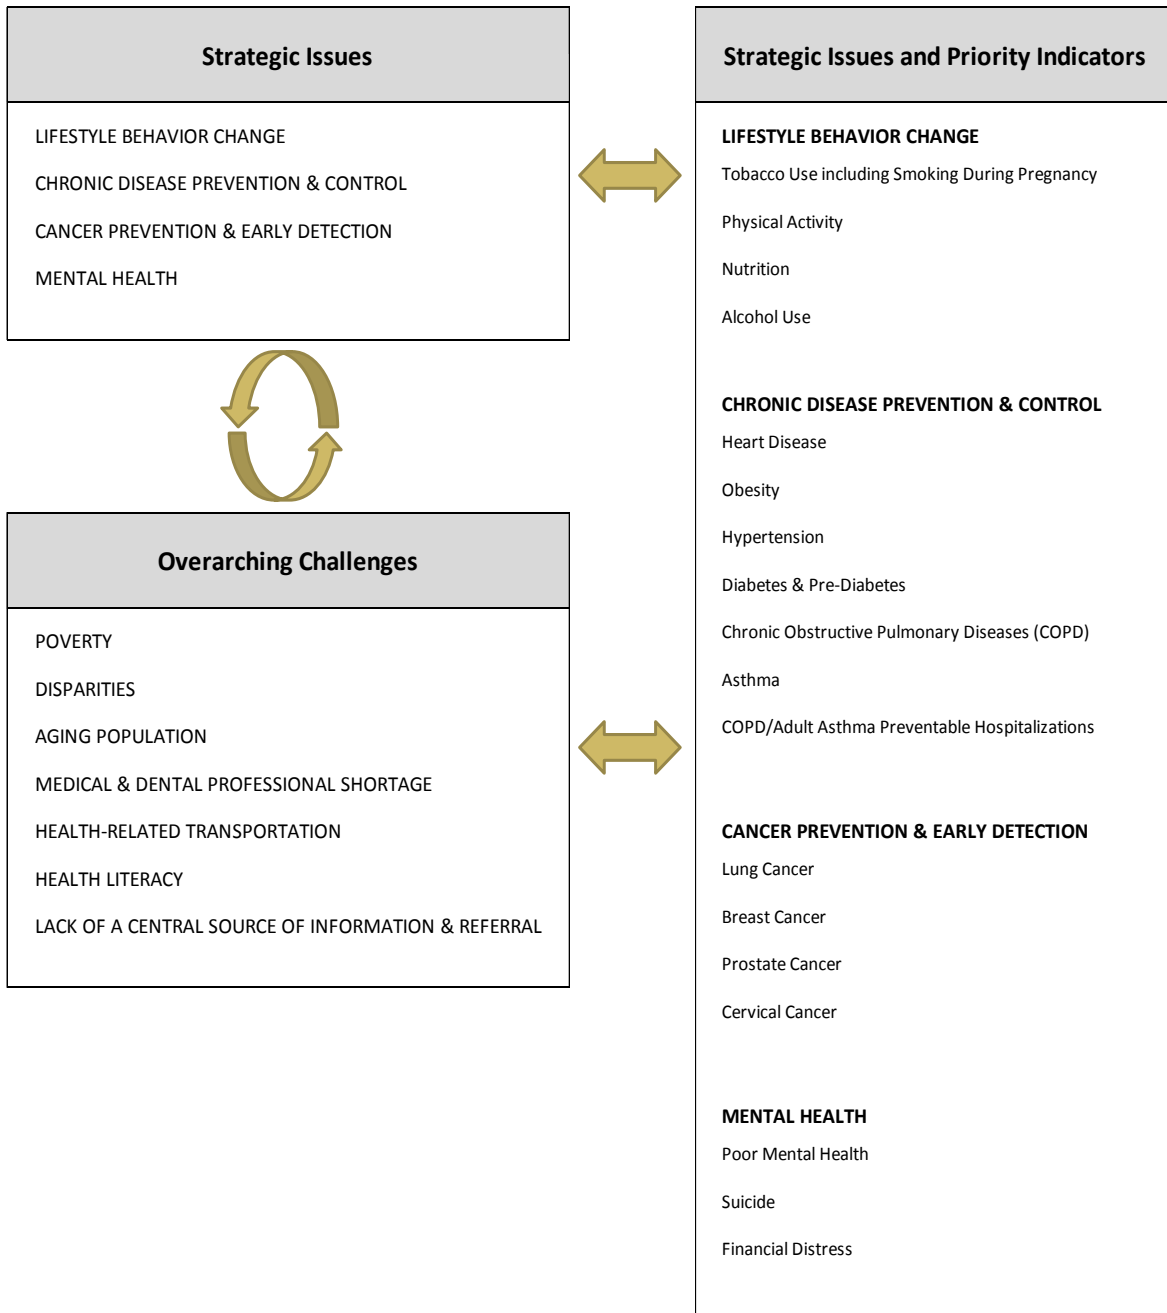 Strategic Issues
LIFESTYLE BEHAVIOR CHANGE
CHRONIC DISEASE PREVENTION & CONTROL
CANCER PREVENTION & EARLY DETECTION
MENTAL HEALTH
Overarching Challenges
POVERTY
DISPARITIES
AGING POPULATION
MEDICAL & DENTAL PROFESSIONAL SHORTAGE
HEALTH-RELATED TRANSPORTATION
HEALTH LITERACY
LACK OF A CENTRAL SOURCE OF INFORMATION & REFERRAL
Strategic Issues and Priority Indicators
LIFESTYLE BEHAVIOR CHANGE
Tobacco Use including Smoking During Pregnancy
Physical Activity
Nutrition
Alcohol Use
CHRONIC DISEASE PREVENTION & CONTROL
Heart Disease
Obesity
Hypertension
Diabetes & Pre-Diabetes
Chronic Obstructive Pulmonary Diseases (COPD)
Asthma
COPD/Adult Asthma Preventable Hospitalizations
CANCER PREVENTION & EARLY DETECTION
Lung Cancer
Breast Cancer
Prostate Cancer
Cervical Cancer
MENTAL HEALTH
Poor Mental Health
Suicide
Financial Distress